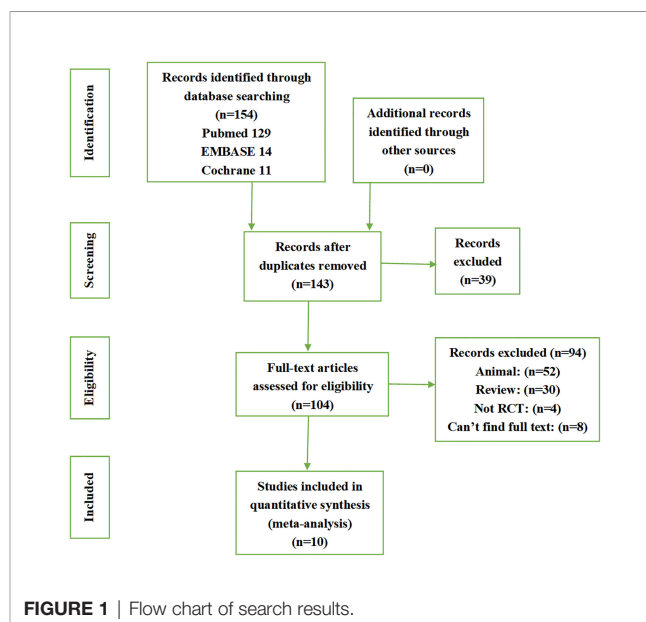 Identification
Records identified through
database searching
(n=154)
Pubmed 129
EMBASE 14
Cochrane 11
Additional records
identified through
other sources
(n=0)
Screening
Records after
duplicates removed
(n=143)
Records
excluded
(n=39)
Eligibility
Full-text articles
assessed for eligibility
(n=104)
Records excluded (n=94)
Animal: (n=52)
Review: (n=30)
Not RCT: (n=4)
Can't find full text: (n=8)
Included
Studies included in
quantitative synthesis
(meta-analysis)
(n=10)
FIGURE 1 | Flow chart of search results.